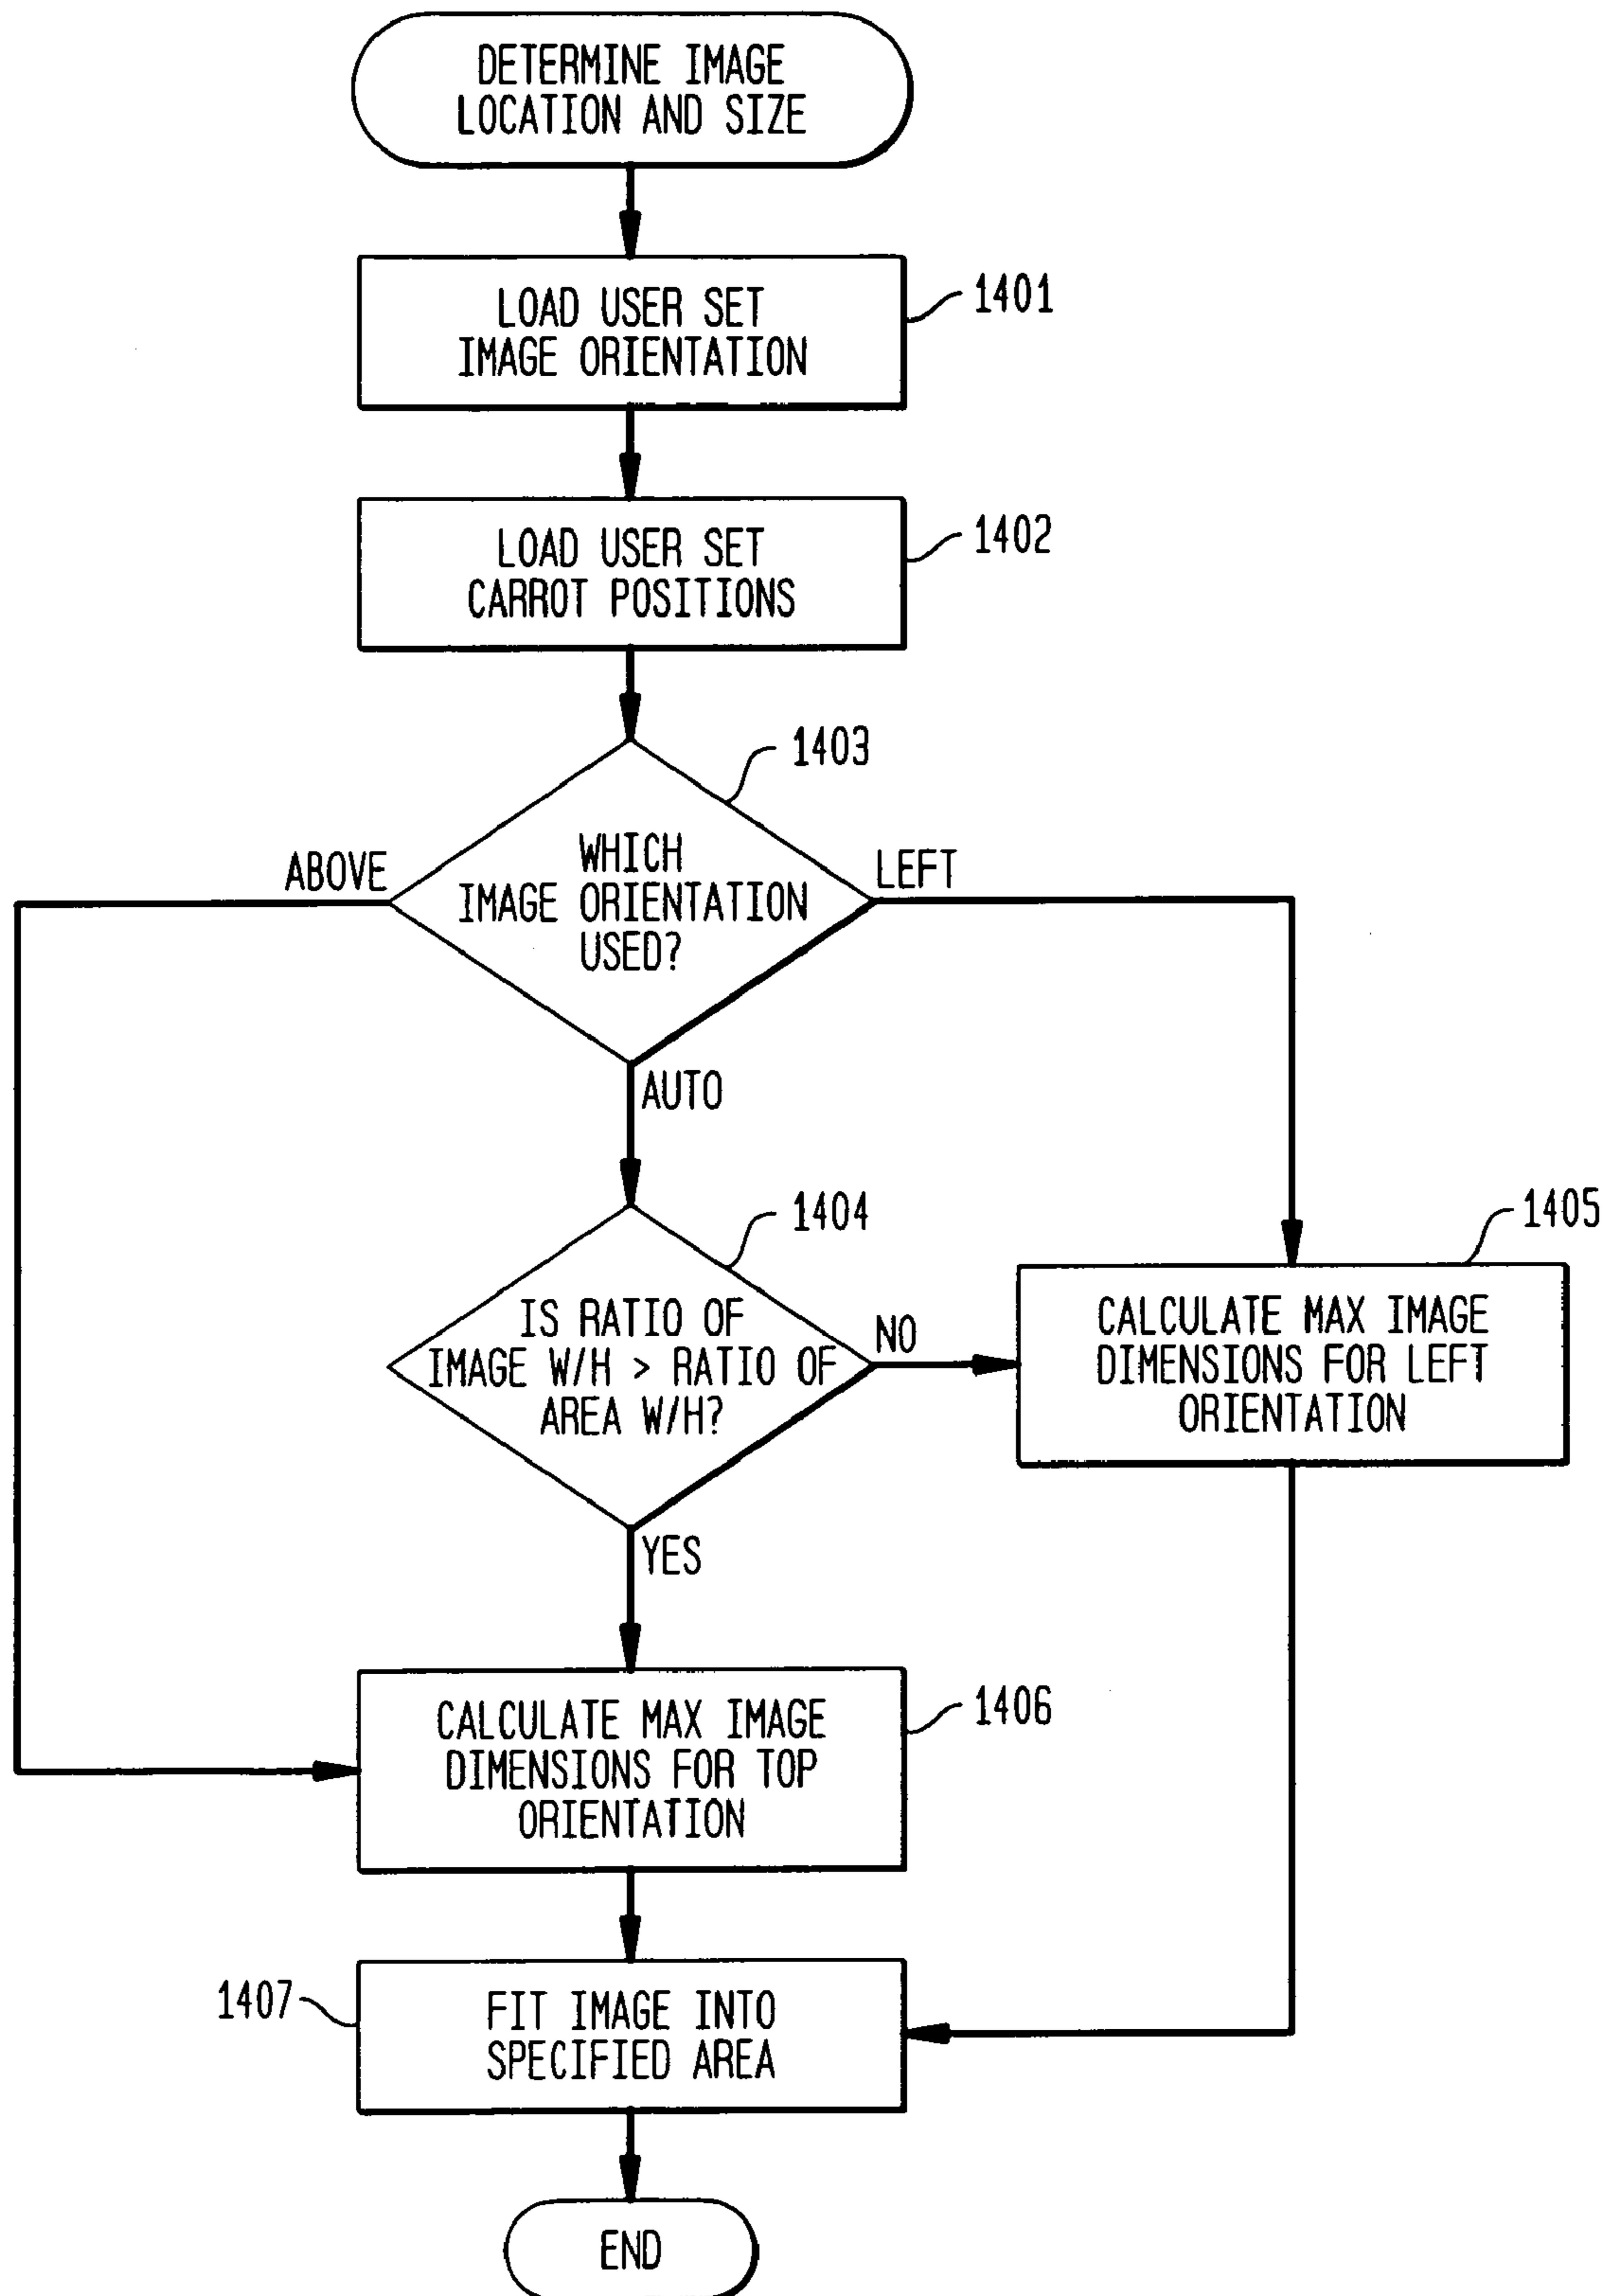 DETERMINE IMAGE
LOCATION AND SIZE
LOAD USER SET
IMAGE ORIENTATION
1401
LOAD USER SET
CARROT POSITIONS
1402
1403
WHICH
IMAGE ORIENTATION
USED?
ABOVE
LEFT
AUTO
1404
IS RATIO OF
IMAGE W/H > RATIO OF
AREA W/H?
NO
YES
1405
CALCULATE MAX IMAGE
DIMENSIONS FOR LEFT
ORIENTATION
CALCULATE MAX IMAGE
DIMENSIONS FOR TOP
ORIENTATION
1406
1407
FIT IMAGE INTO
SPECIFIED AREA
END